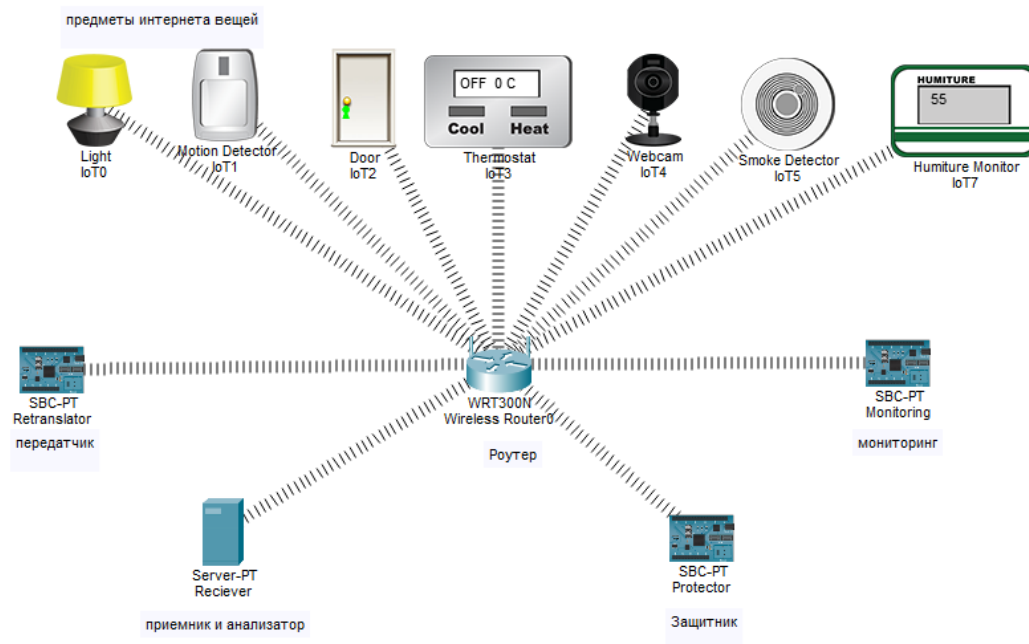 предметы интернета вещей
OFF 0 C
Cool Heat
HUMITURE
55
Light
IoT0
Motion Detector
IoT1
Door
IoT2
Thermostat
IoT3
Webcam
IoT4
Smoke Detector
IoT5
Humiture Monitor
IoT7
SBC-PT
Retranslator
передатчик
WRT300N
Wireless Router0
Роутер
SBC-PT
Monitoring
мониторинг
Server-PT
Reciever
приемник и анализатор
SBC-PT
Protector
Защитник